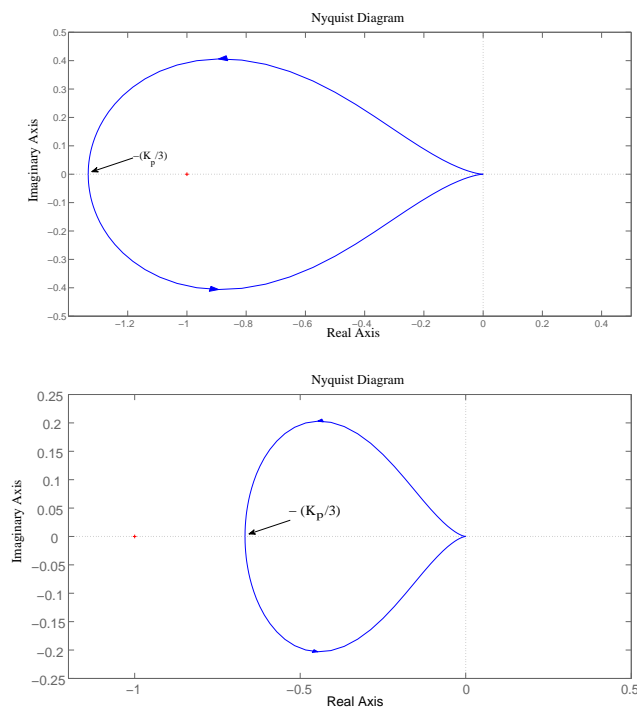 Nyquist Diagram
0.5
0.4
0.3
0.2
0.1
0
−0.1
−0.2
−0.3
−0.4
−0.5
Imaginary Axis
−(K_p/3)
−1.2 −1 −0.8 −0.6 −0.4 −0.2 0 0.2 0.4
Real Axis
Nyquist Diagram
0.25
0.2
0.15
0.1
0.05
0
−0.05
−0.1
−0.15
−0.2
−0.25
Imaginary Axis
− (K_p/3)
−1 −0.5 0 0.5
Real Axis